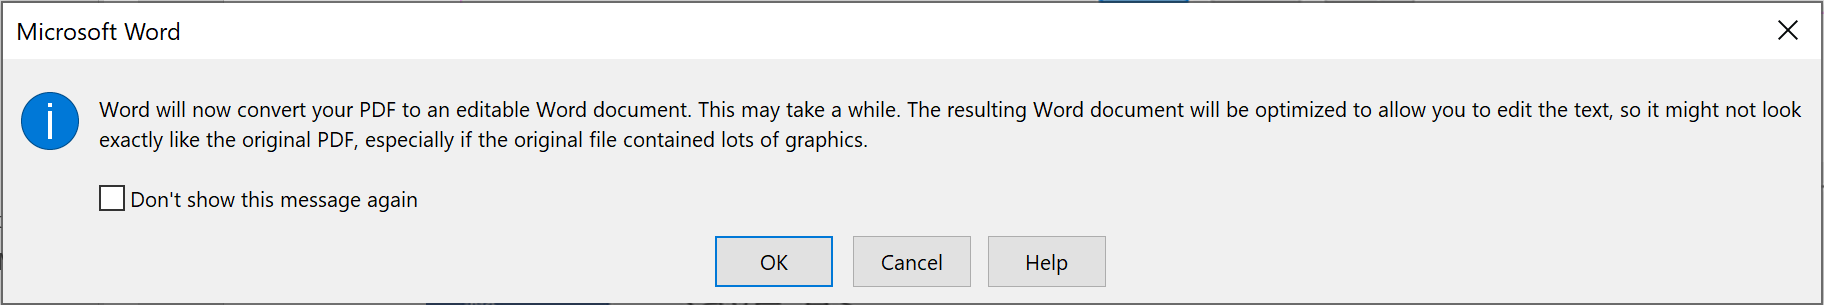 Microsoft Word
Word will now convert your PDF to an editable Word document. This may take a while. The resulting Word document will be optimized to allow you to edit the text, so it might not look
exactly like the original PDF, especially if the original file contained lots of graphics.
Don't show this message again
OK Cancel Help